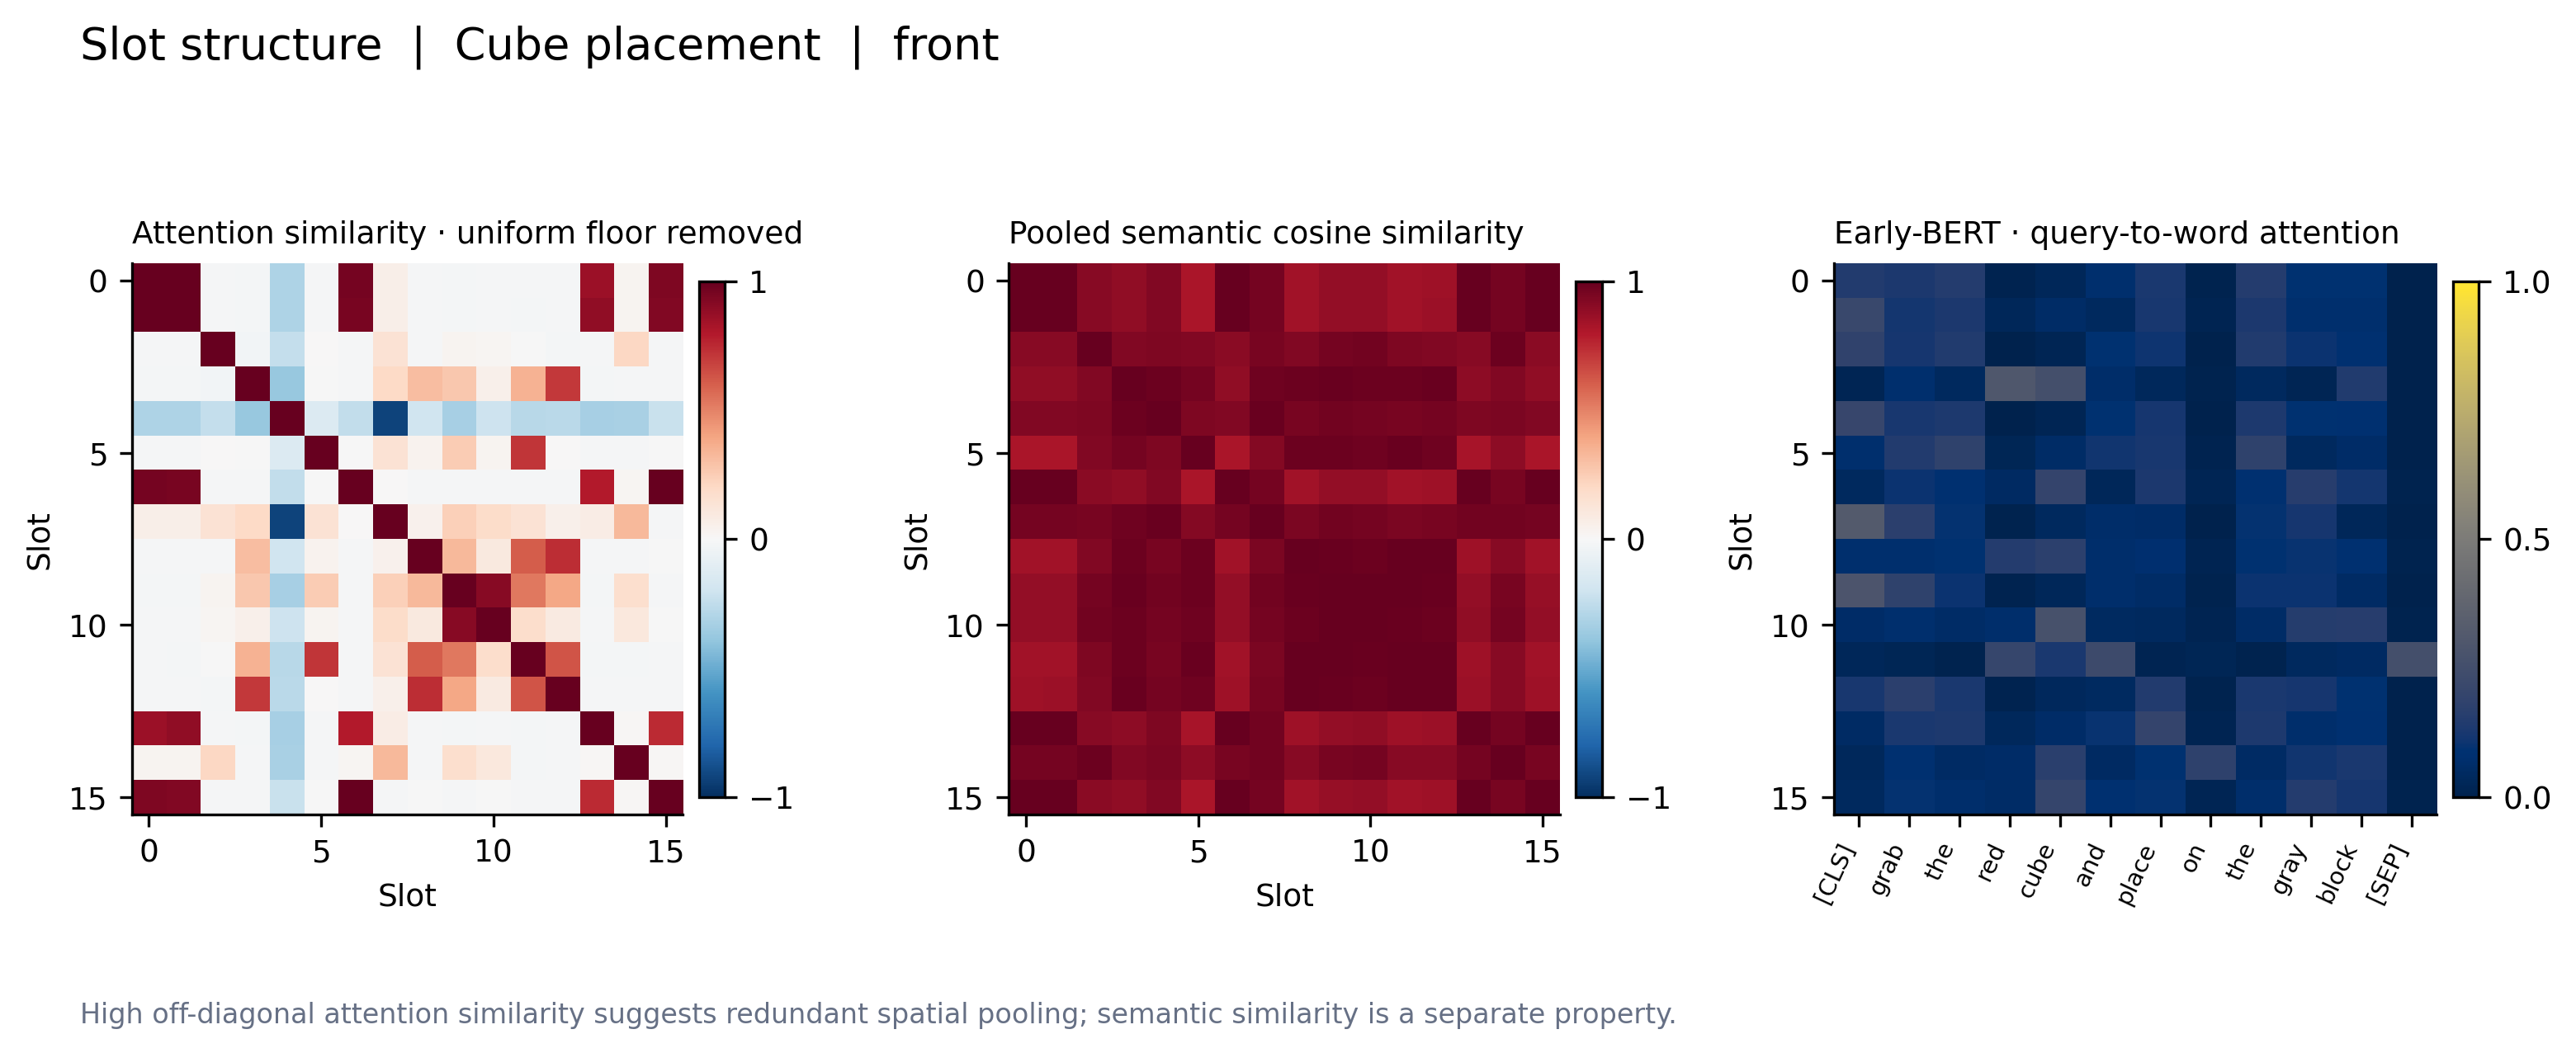 Slot structure | Cube placement | front
Attention similarity · uniform floor removed
0
5
10
15
Slot
0
5
10
15
Slot
1
0
−1
Pooled semantic cosine similarity
0
5
10
15
Slot
0
5
10
15
Slot
1
0
−1
Early-BERT · query-to-word attention
0
5
10
15
Slot
[CLS]
grab
the
red
cube
and
place
on
the
gray
block
[SEP]
1.0
0.5
0.0
High off-diagonal attention similarity suggests redundant spatial pooling; semantic similarity is a separate property.